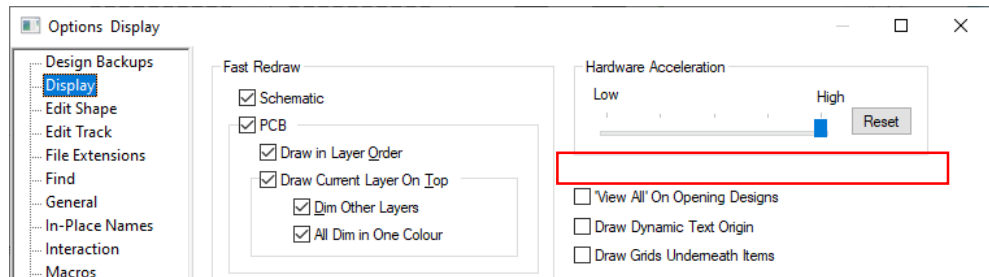 Options Display
Design Backups
Display
Edit Shape
Edit Track
File Extensions
Find
General
In-Place Names
Interaction
Macros
Fast Redraw
Schematic
PCB
Draw in Layer Order
Draw Current Layer On Top
Dim Other Layers
All Dim in One Colour
Hardware Acceleration
Low High
Reset
'View All' On Opening Designs
Draw Dynamic Text Origin
Draw Grids Underneath Items